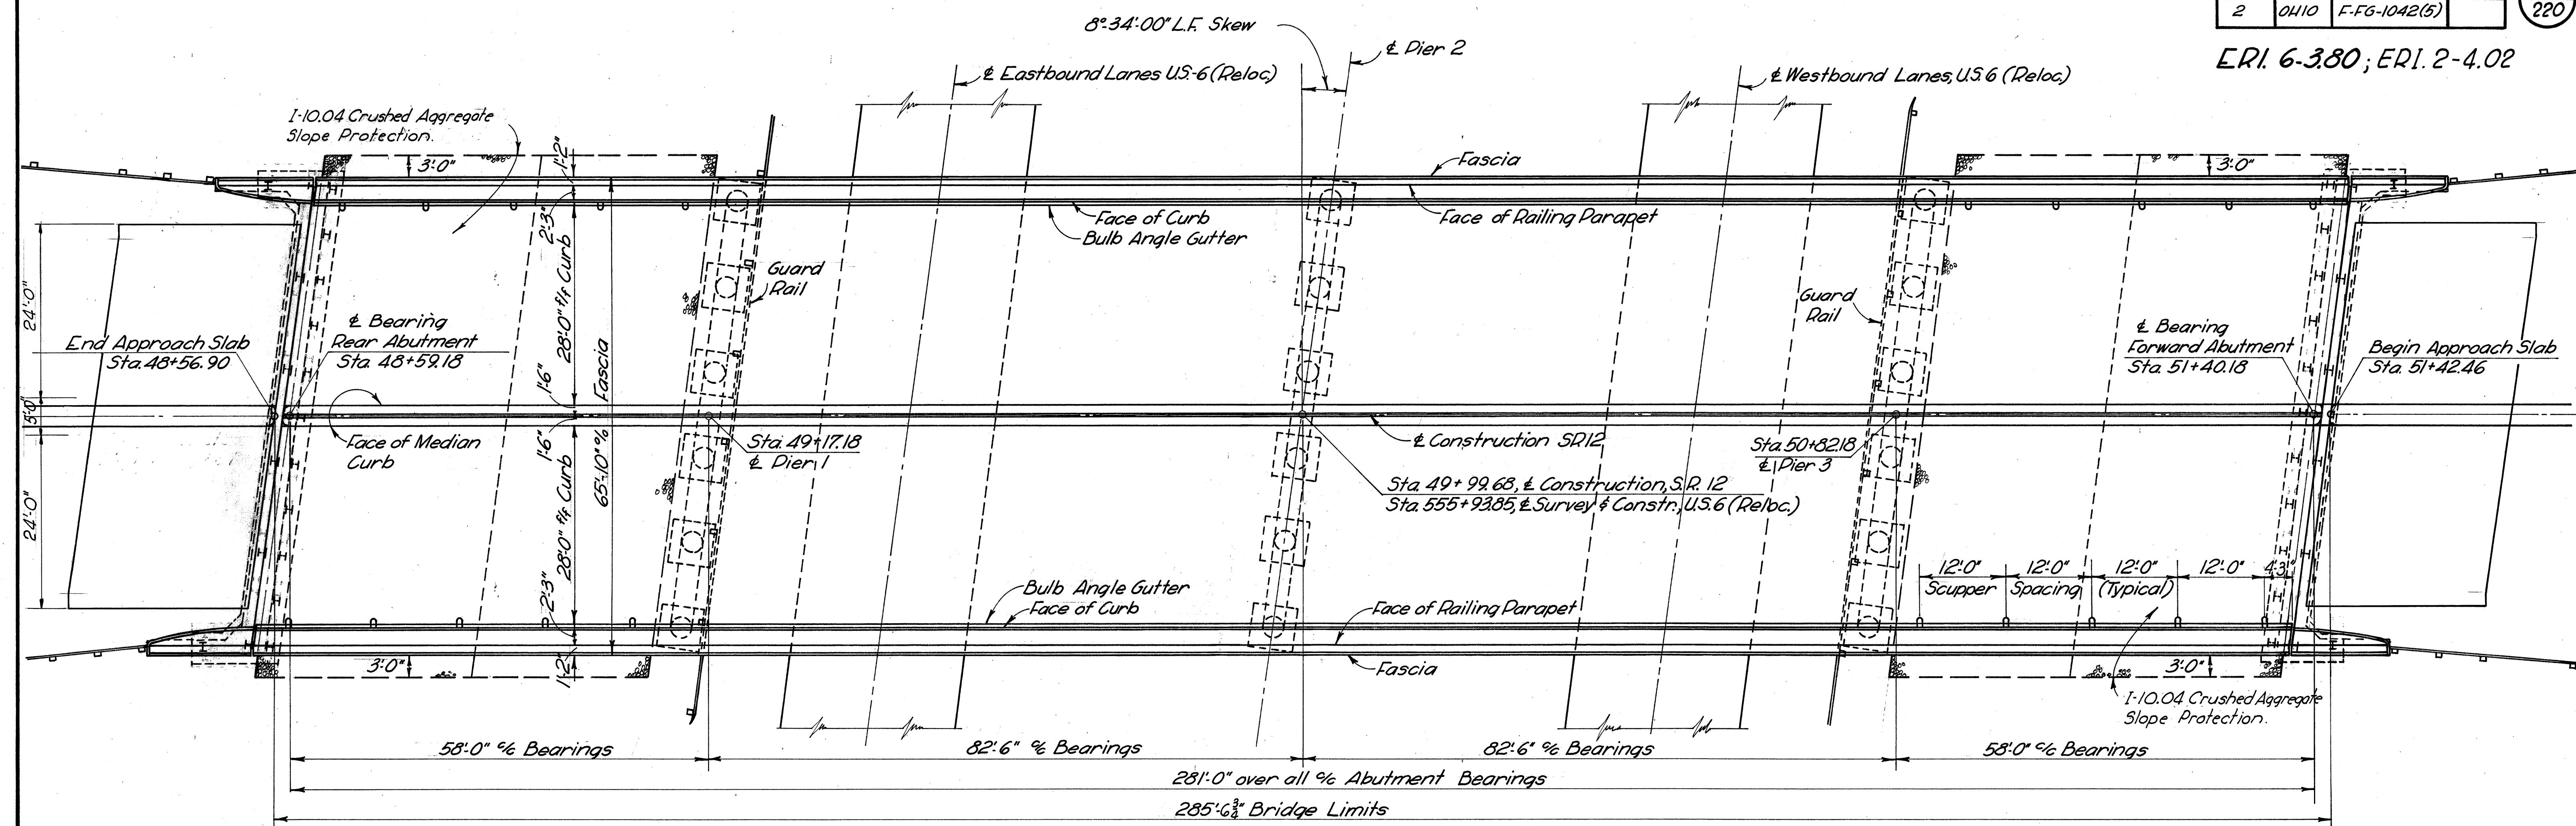 2 OHIO F-FG-1042(5)
220
ERI. 6-3.80; ERI. 2-4.02
8°-34'-00" L.F. Skew
℄ Pier 2
℄ Eastbound Lanes U.S.-6 (Reloc.)
℄ Westbound Lanes, U.S. 6 (Reloc.)
I-10.04 Crushed Aggregate
Slope Protection.
3'-0"
1'-2"
Fascia
3'-0"
2'-3"
Face of Curb
Bulb Angle Gutter
Face of Railing Parapet
28'-0" f/f Curb
Guard
Rail
Guard
Rail
24'-0"
End Approach Slab
Sta. 48+56.90
℄ Bearing
Rear Abutment
Sta. 48+59.18
1'-6"
65'-10" % Fascia
℄ Bearing
Forward Abutment
Sta. 51+40.18
Begin Approach Slab
Sta. 51+42.46
5'-0"
Face of Median
Curb
1'-6"
Sta. 49+17.18
℄ Pier 1
℄ Construction S.R. 12
Sta. 50+82.18
℄ Pier 3
Sta. 49+99.68, ℄ Construction, S.R. 12
Sta. 555+93.85, ℄ Survey & Constr., U.S. 6 (Reloc.)
24'-0"
28'-0" f/f Curb
2'-3"
Bulb Angle Gutter
Face of Curb
Face of Railing Parapet
12'-0" 12'-0" 12'-0" 12'-0" 4'-3"
Scupper Spacing (Typical)
3'-0"
1'-2"
Fascia
3'-0"
I-10.04 Crushed Aggregate
Slope Protection.
58'-0" c/c Bearings
82'-6" c/c Bearings
82'-6" c/c Bearings
58'-0" c/c Bearings
281'-0" over all c/c Abutment Bearings
285'-6¾" Bridge Limits